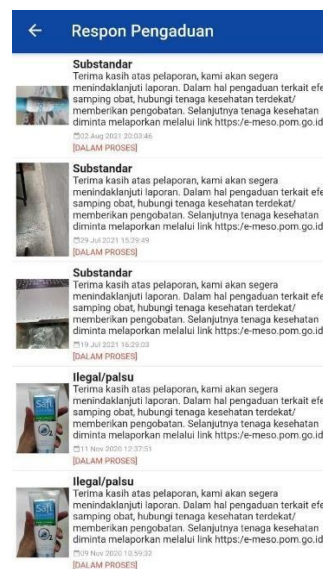 Respon Pengaduan
Substandar
Terima kasih atas pelaporan, kami akan segera
menindaklanjuti laporan. Dalam hal pengaduan terkait efe
samping obat, hubungi tenaga kesehatan terdekat/
memberikan pengobatan. Selanjutnya tenaga kesehatan
diminta melaporkan melalui link https:/e-meso.pom.go.id
02 Aug 2021 20:03:46
[DALAM PROSES]
Substandar
Terima kasih atas pelaporan, kami akan segera
menindaklanjuti laporan. Dalam hal pengaduan terkait efe
samping obat, hubungi tenaga kesehatan terdekat/
memberikan pengobatan. Selanjutnya tenaga kesehatan
diminta melaporkan melalui link https:/e-meso.pom.go.id
29 Jul 2021 15:29:49
[DALAM PROSES]
Substandar
Terima kasih atas pelaporan, kami akan segera
menindaklanjuti laporan. Dalam hal pengaduan terkait efe
samping obat, hubungi tenaga kesehatan terdekat/
memberikan pengobatan. Selanjutnya tenaga kesehatan
diminta melaporkan melalui link https:/e-meso.pom.go.id
19 Jul 2021 16:29:03
[DALAM PROSES]
Ilegal/palsu
Terima kasih atas pelaporan, kami akan segera
menindaklanjuti laporan. Dalam hal pengaduan terkait efe
samping obat, hubungi tenaga kesehatan terdekat/
memberikan pengobatan. Selanjutnya tenaga kesehatan
diminta melaporkan melalui link https:/e-meso.pom.go.id
11 Nov 2020 12:37:51
[DALAM PROSES]
Safi
Ilegal/palsu
Terima kasih atas pelaporan, kami akan segera
menindaklanjuti laporan. Dalam hal pengaduan terkait efe
samping obat, hubungi tenaga kesehatan terdekat/
memberikan pengobatan. Selanjutnya tenaga kesehatan
diminta melaporkan melalui link https:/e-meso.pom.go.id
09 Nov 2020 10:59:32
[DALAM PROSES]
Safi